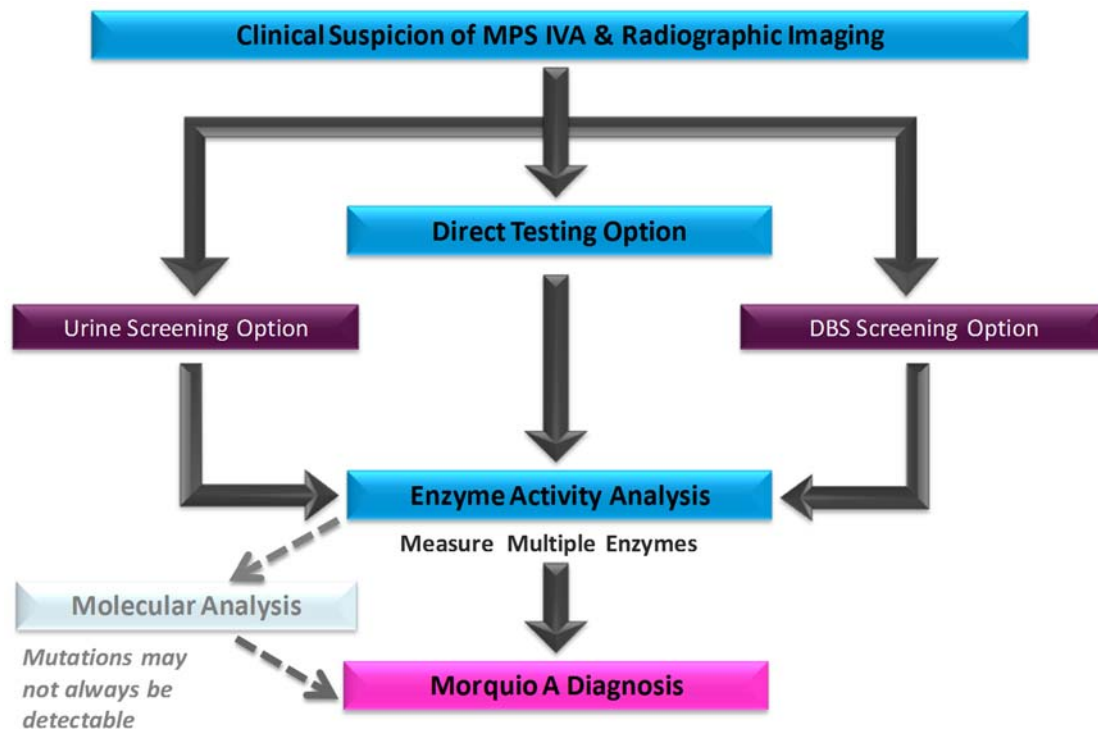 Clinical Suspicion of MPS IVA & Radiographic Imaging
Direct Testing Option
Urine Screening Option
DBS Screening Option
Enzyme Activity Analysis
Measure Multiple Enzymes
Molecular Analysis
Mutations may
not always be
detectable
Morquio A Diagnosis